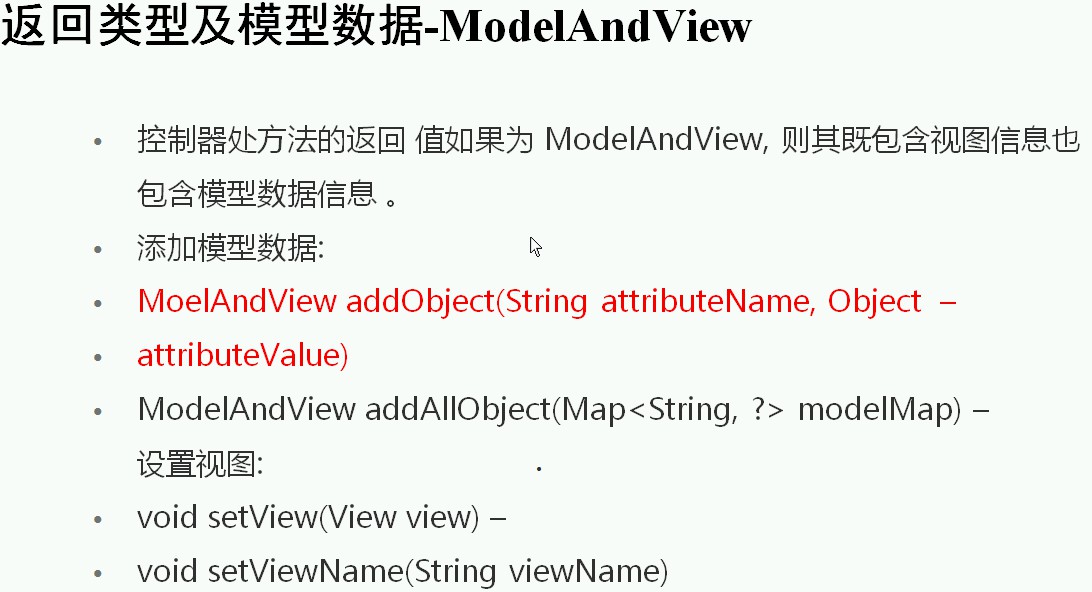 返回类型及模型数据-ModelAndView
• 控制器处方法的返回 值如果为 ModelAndView, 则其既包含视图信息也
包含模型数据信息 。
• 添加模型数据:
• MoelAndView addObject(String attributeName, Object –
• attributeValue)
• ModelAndView addAllObject(Map<String, ?> modelMap) –
设置视图:
• void setView(View view) –
• void setViewName(String viewName)